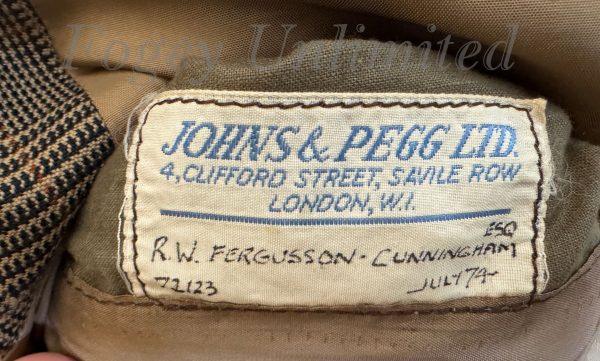 Fogey Unlimited
JOHNS & PEGG LTD.
4, CLIFFORD STREET, SAVILE ROW
LONDON, W.1.
ESQ
R.W. FERGUSSON-CUNNINGHAM
72123 JULY 74